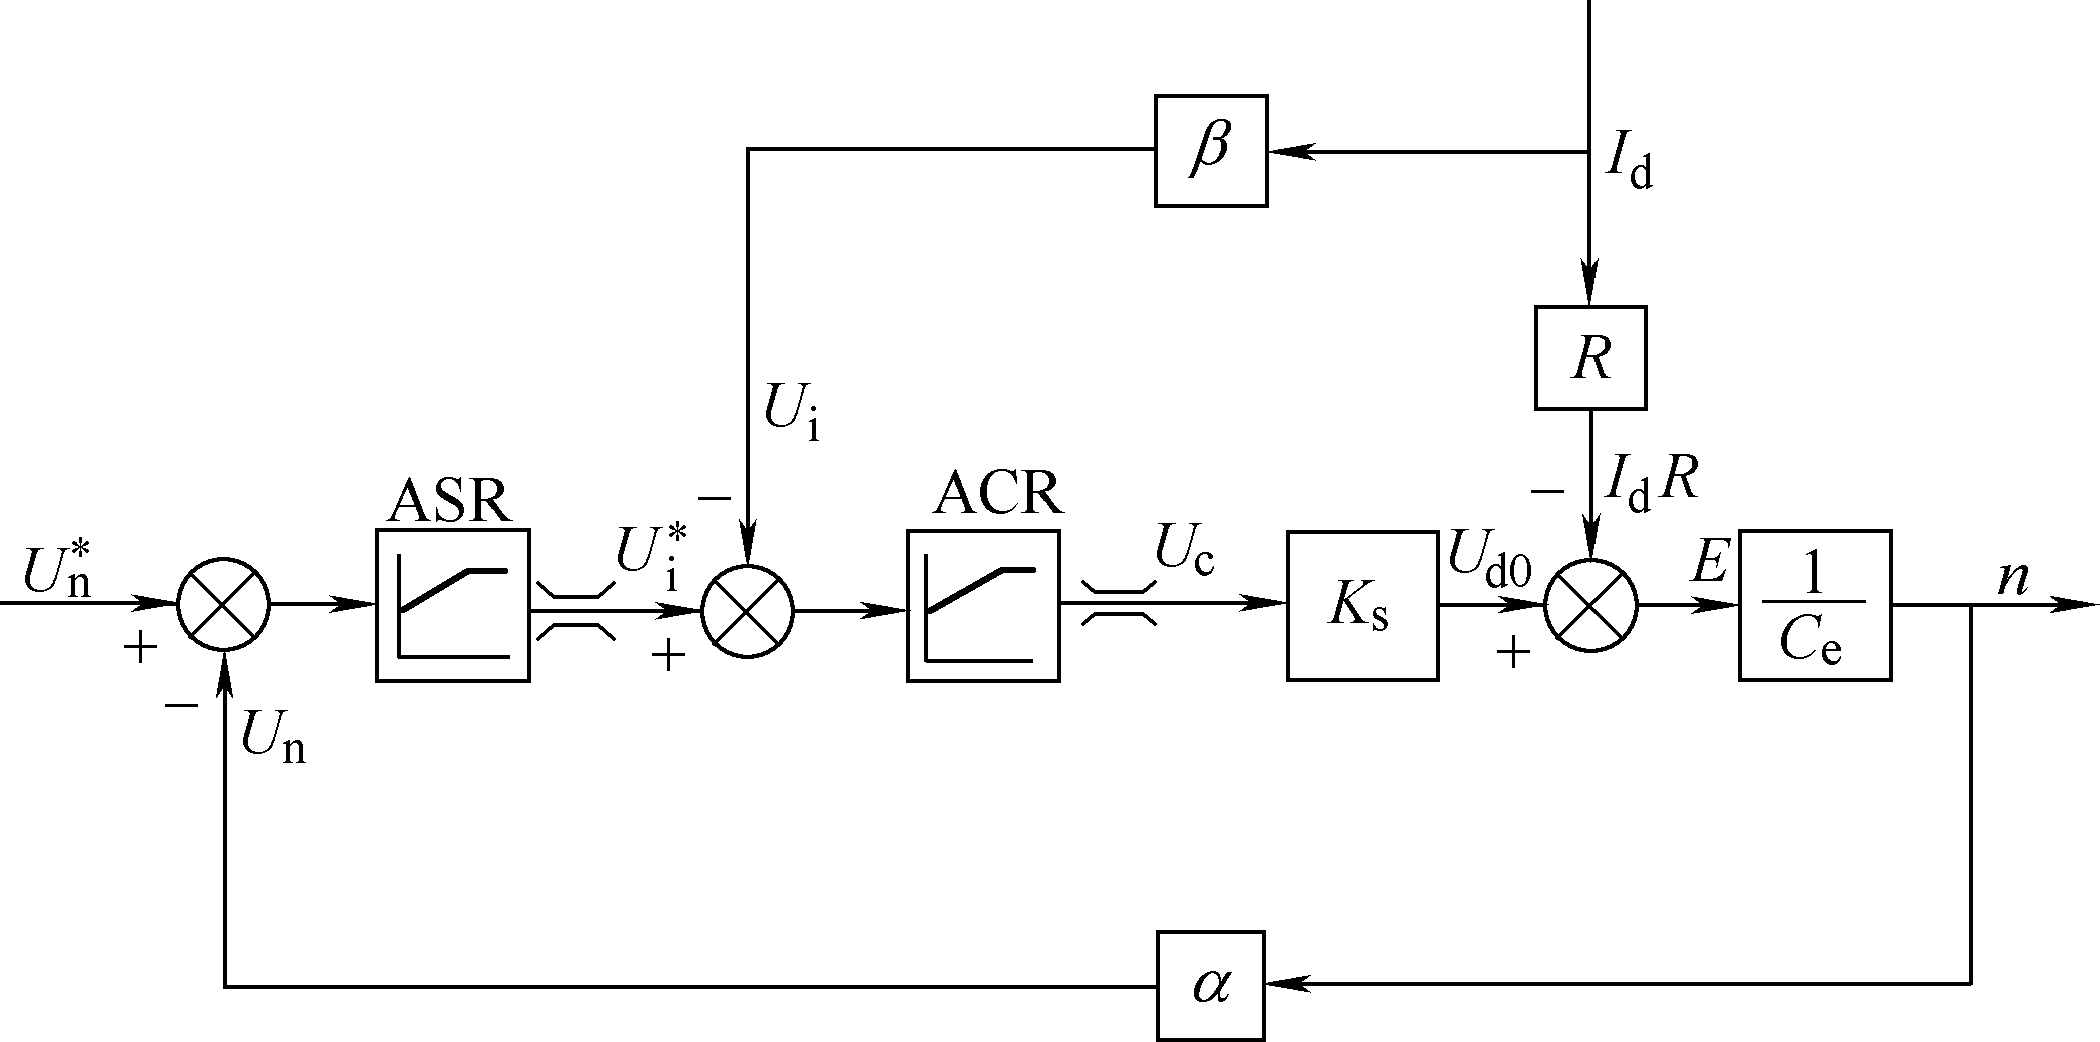 β
I_d
R
U_i
I_d R
ASR
ACR
U_n^*
U_i^*
U_c
U_d0
E
n
K_s
1/C_e
+
−
+
−
+
−
U_n
α